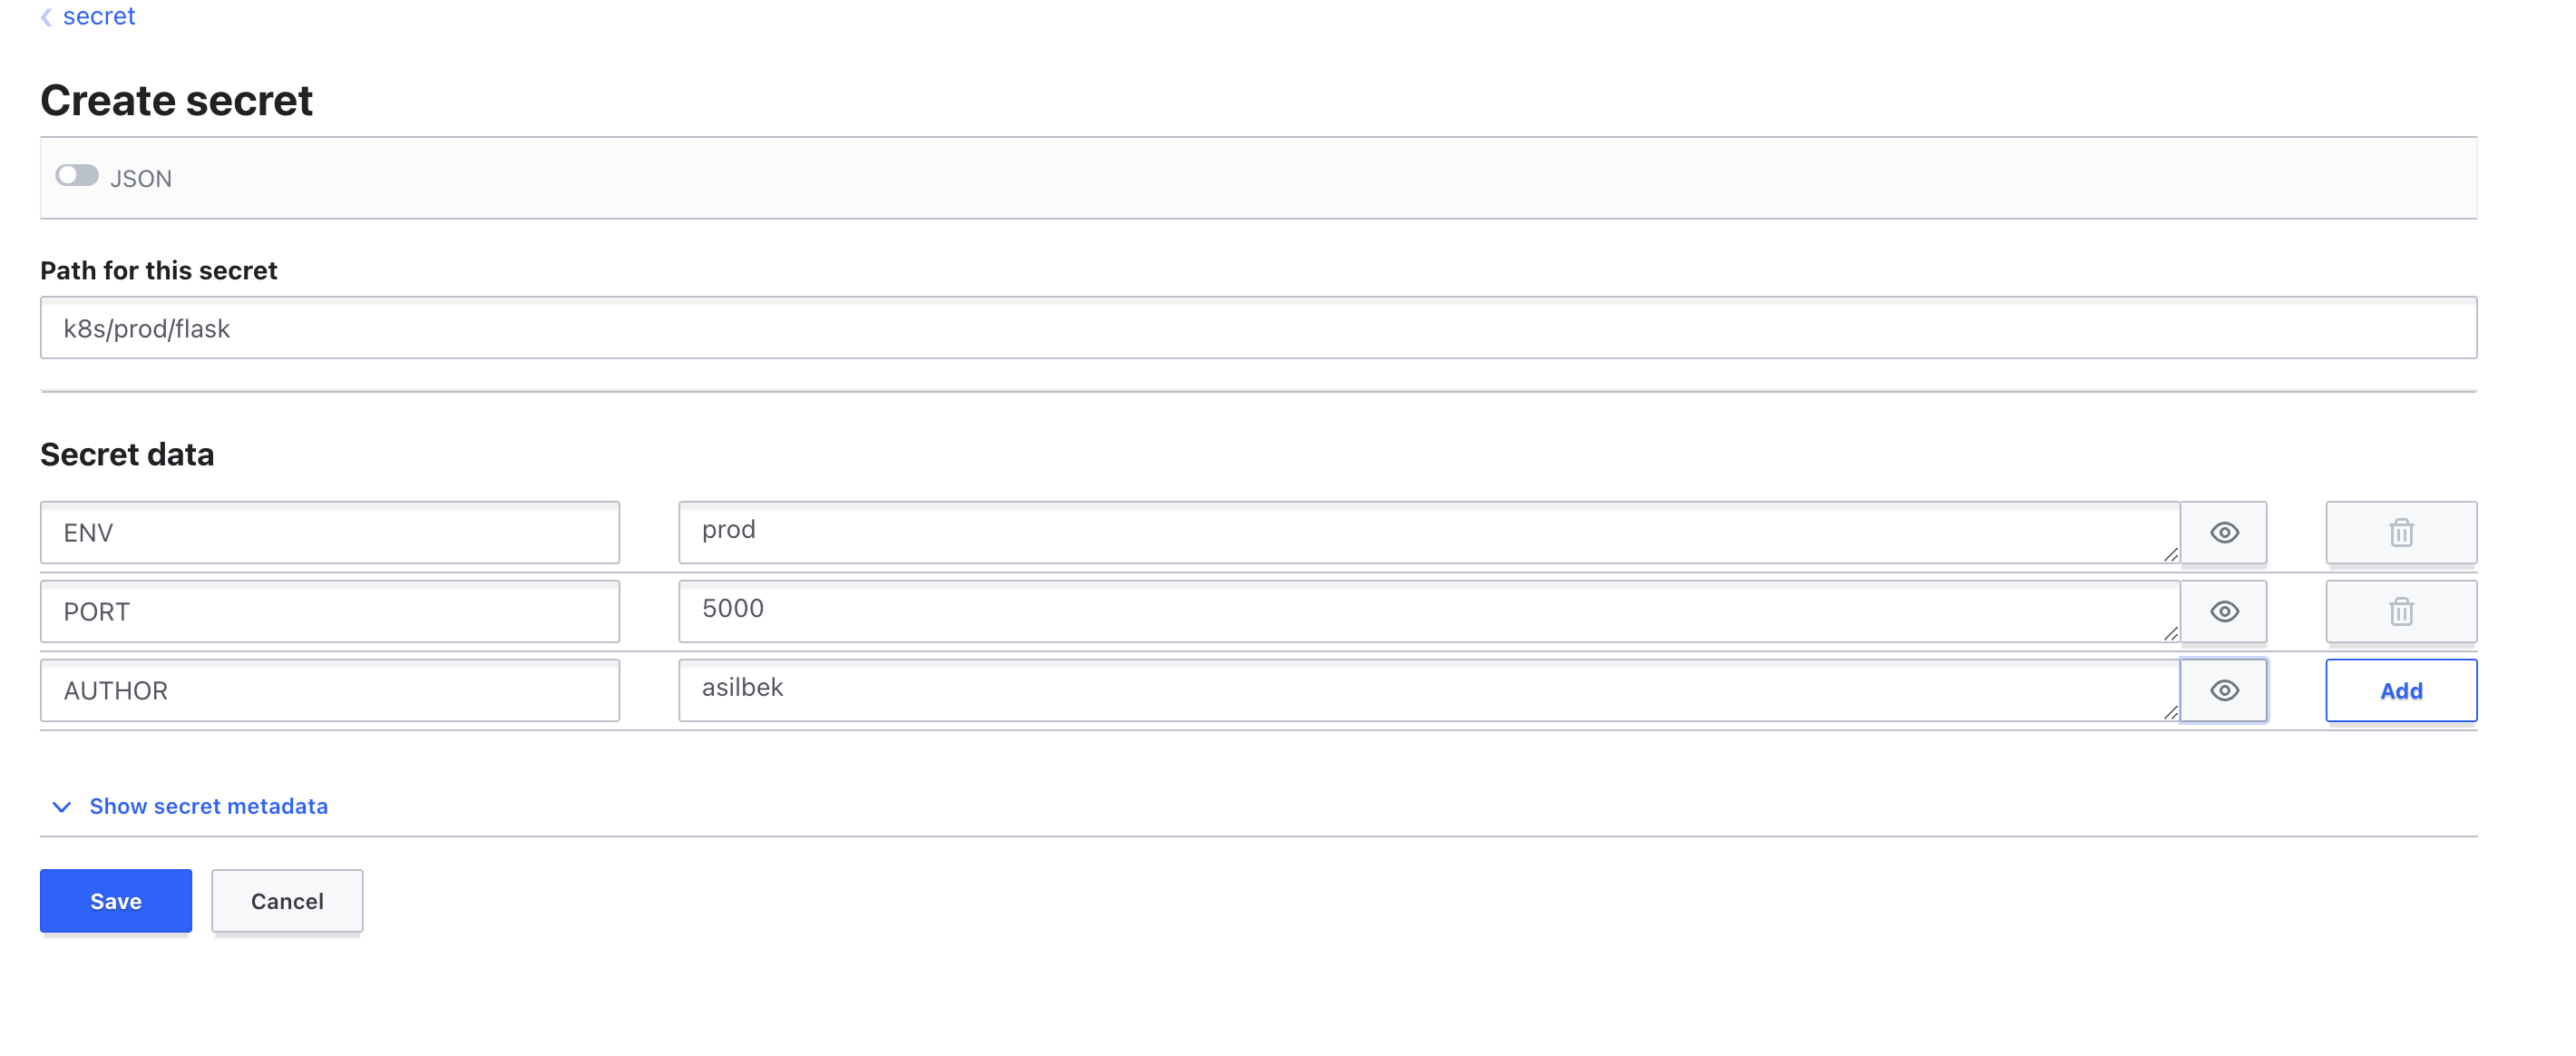 secret
Create secret
JSON
Path for this secret
k8s/prod/flask
Secret data
ENV prod
PORT 5000
AUTHOR asilbek Add
Show secret metadata
Save Cancel